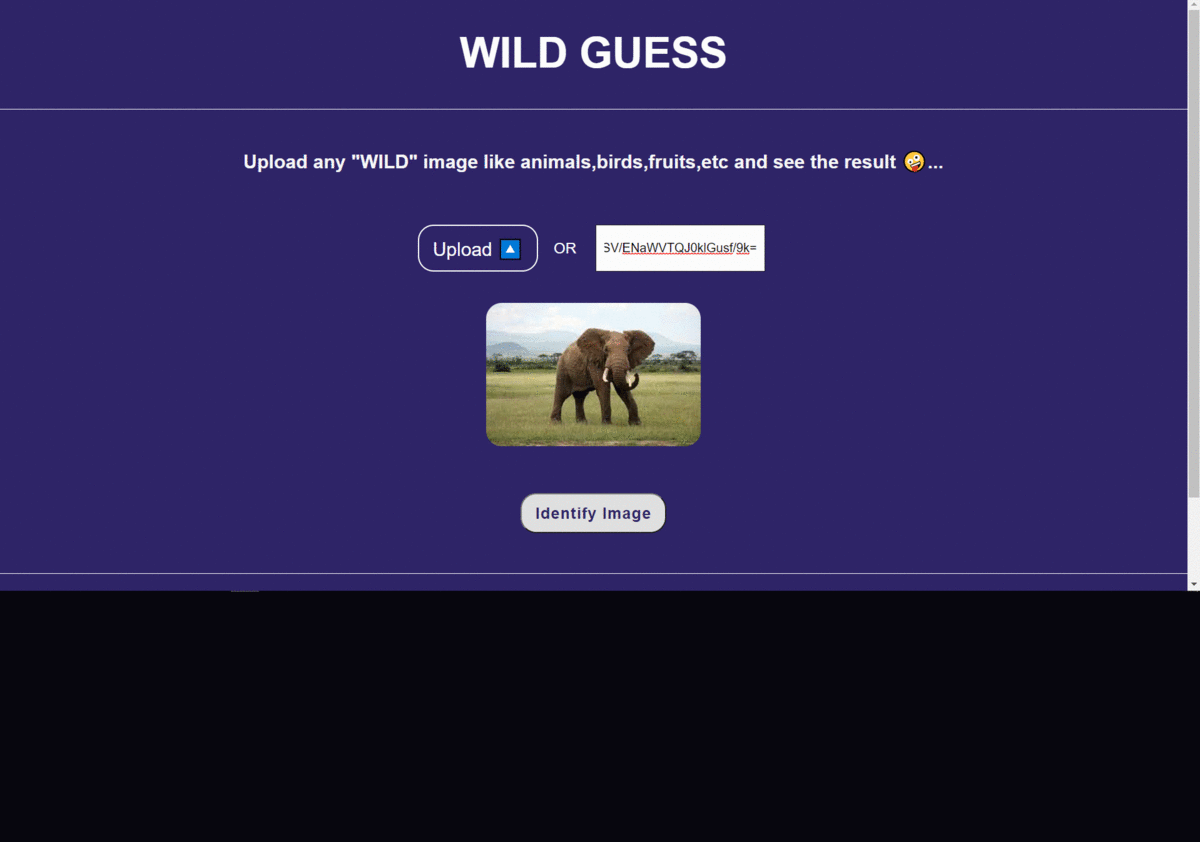 WILD GUESS
Upload any "WILD" image like animals,birds,fruits,etc and see the result 🤪...
Upload 🔼 OR SV/ENaWVTQJ0klGusf/9k=
Identify Image